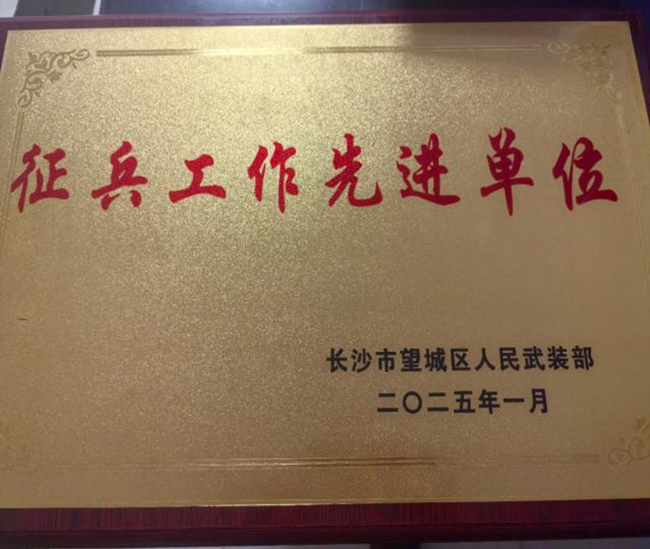 征兵工作先进单位
长沙市望城区人民武装部
二〇二五年一月